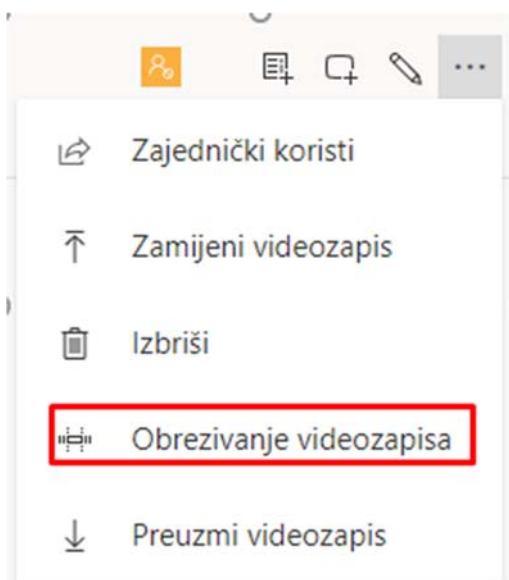 Zajednički koristi
Zamijeni videozapis
Izbriši
Obrezivanje videozapisa
Preuzmi videozapis